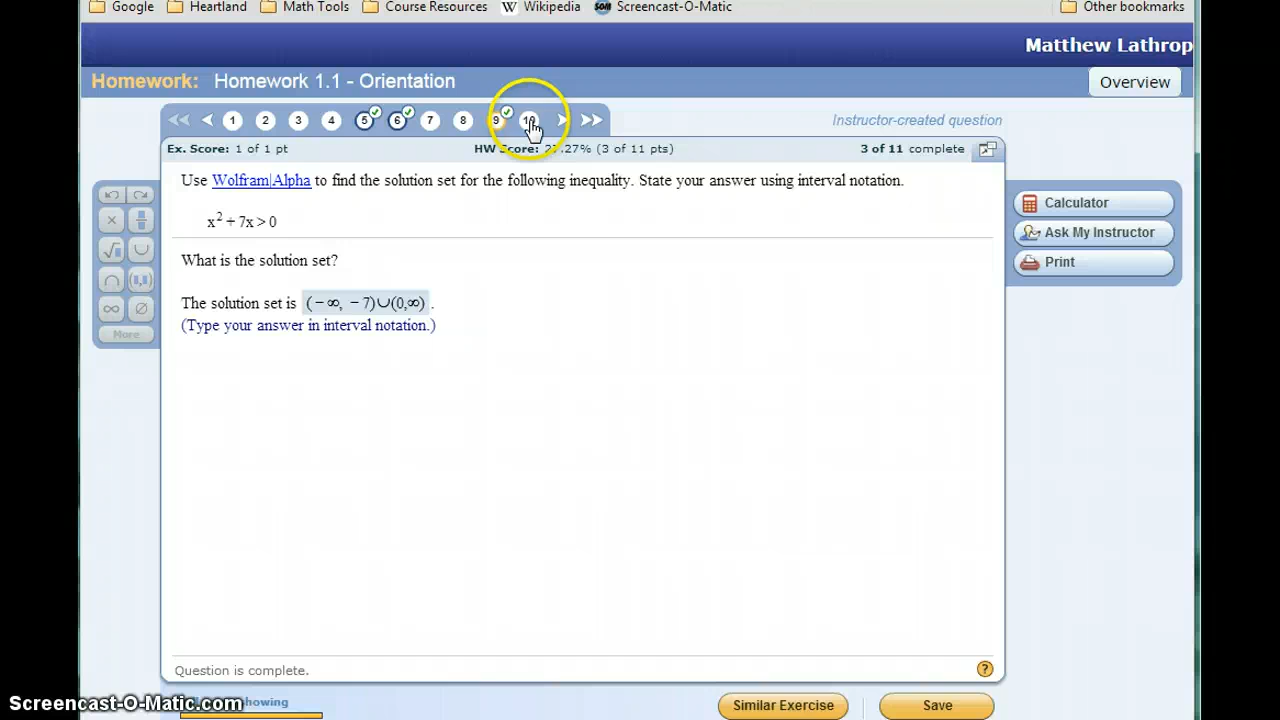 Google Heartland Math Tools Course Resources W Wikipedia SOM Screencast-O-Matic Other bookmarks
Matthew Lathrop
Homework: Homework 1.1 - Orientation Overview
1 2 3 4 5 6 7 8 9 10 Instructor-created question
Ex. Score: 1 of 1 pt HW Score: 27.27% (3 of 11 pts) 3 of 11 complete
Use Wolfram|Alpha to find the solution set for the following inequality. State your answer using interval notation.
x² + 7x > 0
What is the solution set?
The solution set is (−∞, −7)∪(0,∞).
(Type your answer in interval notation.)
More
Calculator
Ask My Instructor
Print
Question is complete.
?
showing
Similar Exercise Save
Screencast-O-Matic.com